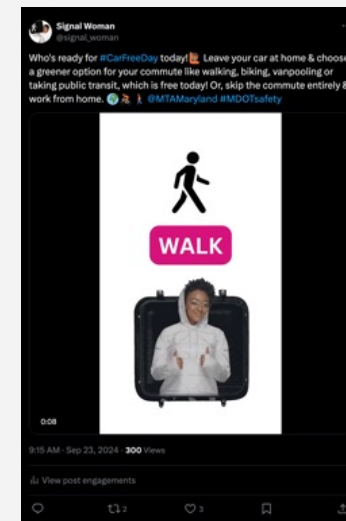 Signal Woman
@signal_woman
Who's ready for #CarFreeDay today! Leave your car at home & choose
a greener option for your commute like walking, biking, vanpooling or
taking public transit, which is free today! Or, skip the commute entirely &
work from home. @MTAMaryland #MDOTsafety
WALK
0:08
9:15 AM · Sep 23, 2024 · 300 Views
View post engagements
2
3